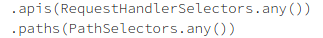 .apis(RequestHandlerSelectors.any())
.paths(PathSelectors.any())